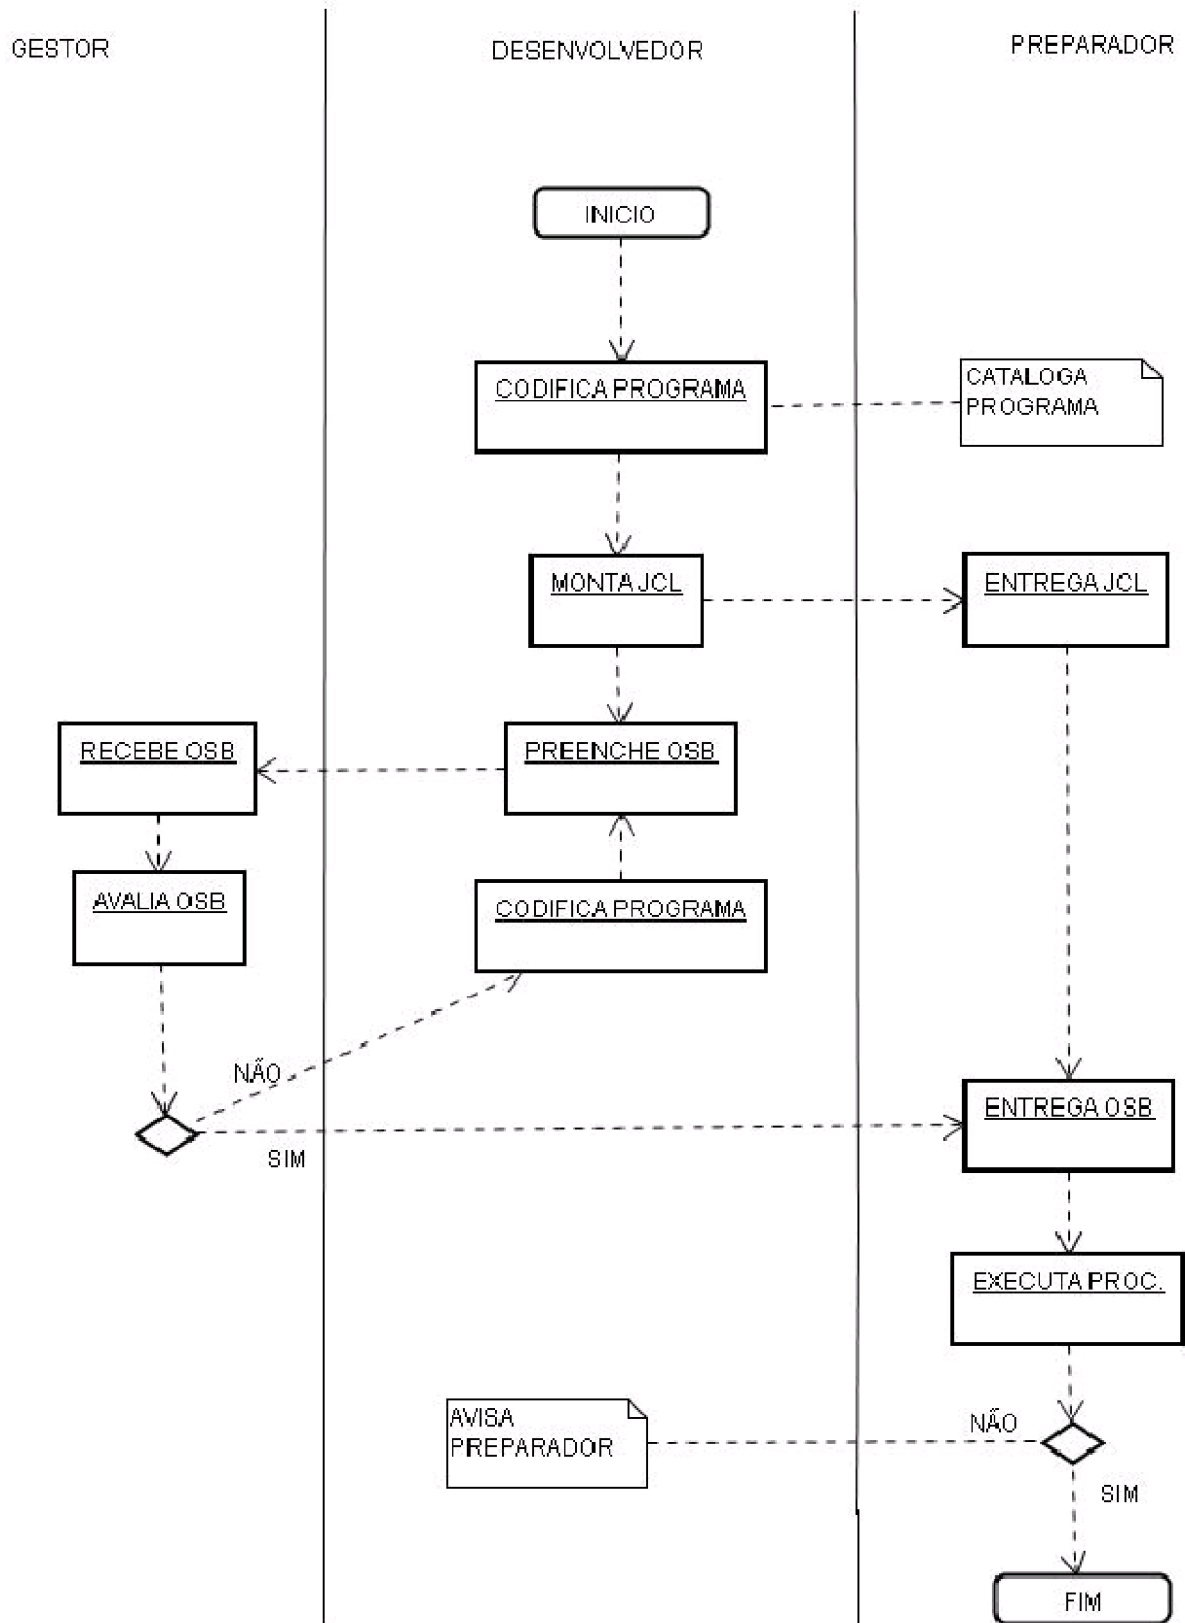 GESTOR
DESENVOLVEDOR
PREPARADOR
INICIO
CODIFICA PROGRAMA
CATALOGA
PROGRAMA
MONTA JCL
ENTREGA JCL
RECEBE OSB
PREENCHE OSB
AVALIA OSB
CODIFICA PROGRAMA
NÃO
SIM
ENTREGA OSB
EXECUTA PROC.
AVISA
PREPARADOR
NÃO
SIM
FIM